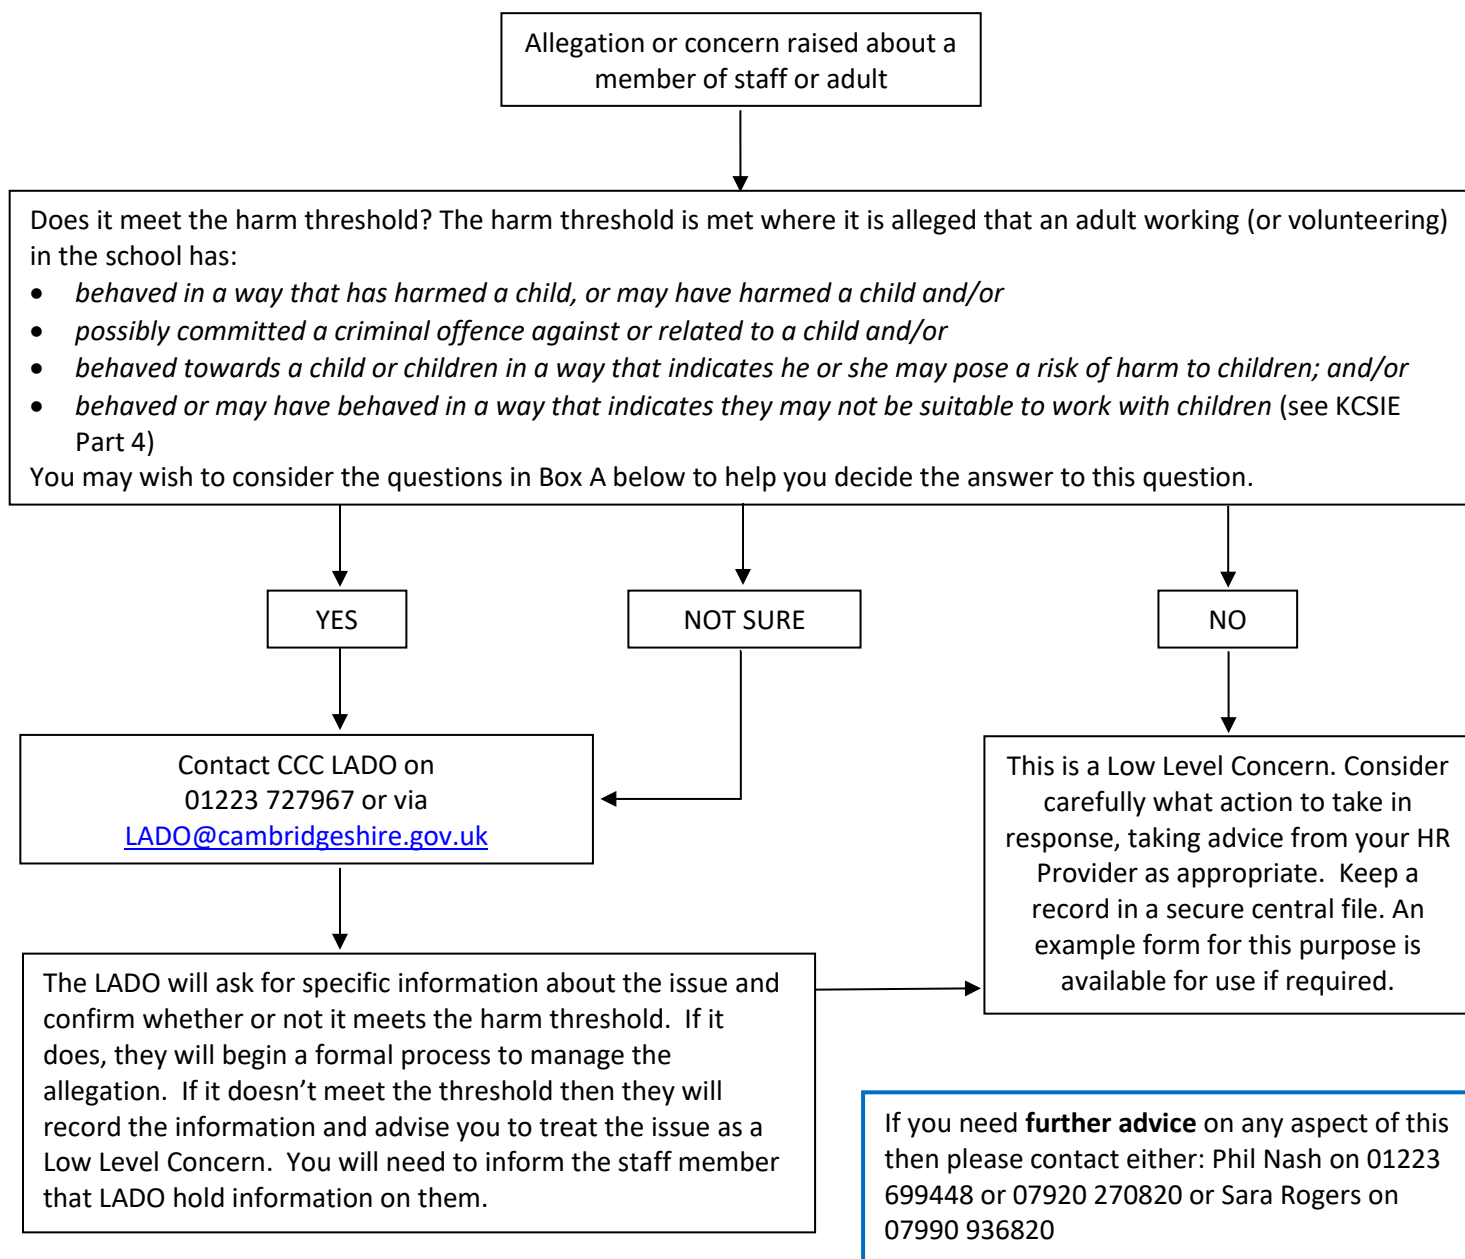 Allegation or concern raised about a
member of staff or adult
Does it meet the harm threshold? The harm threshold is met where it is alleged that an adult working (or volunteering)
in the school has:
• behaved in a way that has harmed a child, or may have harmed a child and/or
• possibly committed a criminal offence against or related to a child and/or
• behaved towards a child or children in a way that indicates he or she may pose a risk of harm to children; and/or
• behaved or may have behaved in a way that indicates they may not be suitable to work with children (see KCSIE
Part 4)
You may wish to consider the questions in Box A below to help you decide the answer to this question.
YES
NOT SURE
NO
Contact CCC LADO on
01223 727967 or via
LADO@cambridgeshire.gov.uk
This is a Low Level Concern. Consider
carefully what action to take in
response, taking advice from your HR
Provider as appropriate.  Keep a
record in a secure central file. An
example form for this purpose is
available for use if required.
The LADO will ask for specific information about the issue and
confirm whether or not it meets the harm threshold.  If it
does, they will begin a formal process to manage the
allegation.  If it doesn’t meet the threshold then they will
record the information and advise you to treat the issue as a
Low Level Concern.  You will need to inform the staff member
that LADO hold information on them.
If you need further advice on any aspect of this
then please contact either: Phil Nash on 01223
699448 or 07920 270820 or Sara Rogers on
07990 936820